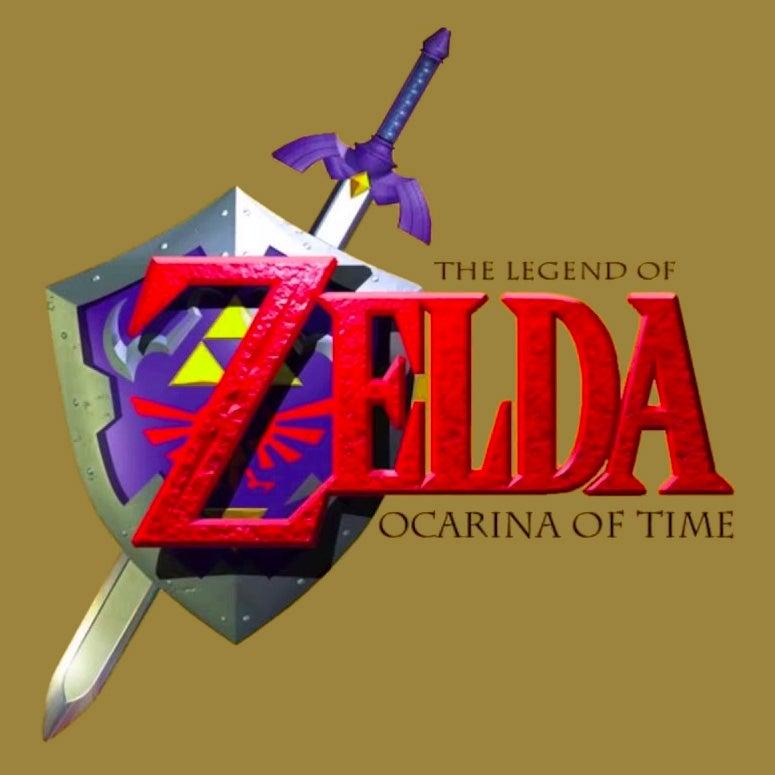 THE LEGEND OF
ZELDA
OCARINA OF TIME